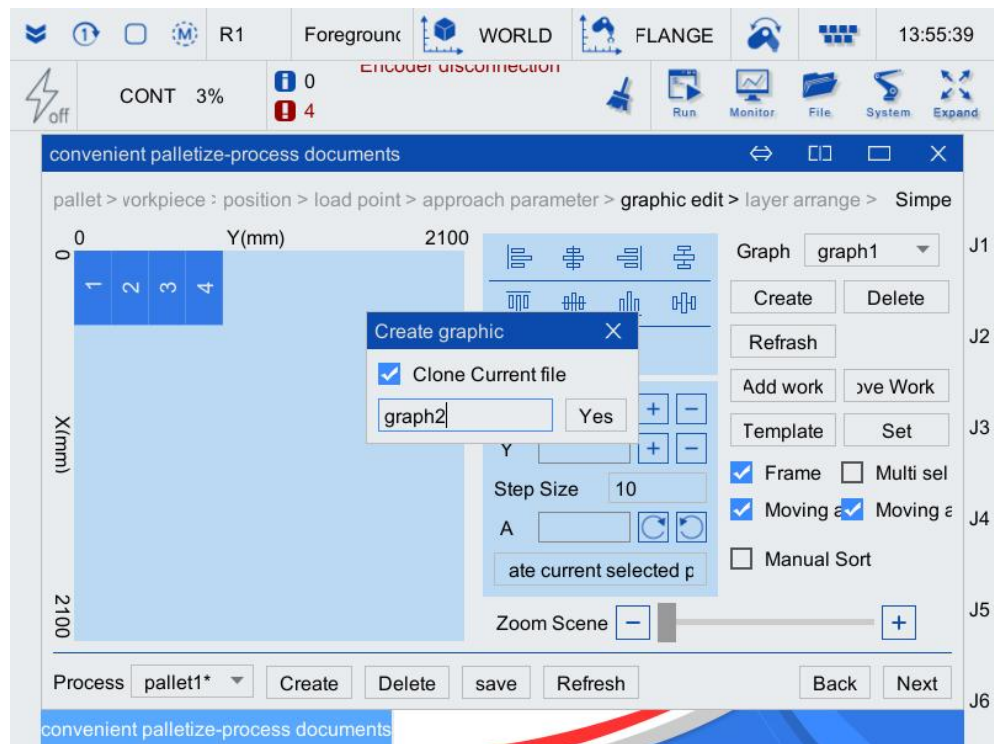 R1 Foreground WORLD FLANGE 13:55:39
off CONT 3% 0 4 Encoder disconnection Run Monitor File System Expand
convenient palletize-process documents
pallet > workpiece : position > load point > approach parameter > graphic edit > layer arrange > Simpe
0 Y(mm) 2100
0
X(mm)
2100
1 2 3 4
Graph graph1
Create Delete
Refrash
Add work ove Work
Template Set
Frame Multi sel
Moving a Moving a
Manual Sort
Create graphic X
Clone Current file
graph2 Yes
+ −
Y + −
Step Size 10
A
ate current selected p
Zoom Scene − +
Process pallet1* Create Delete save Refresh Back Next
convenient palletize-process documents
J1
J2
J3
J4
J5
J6